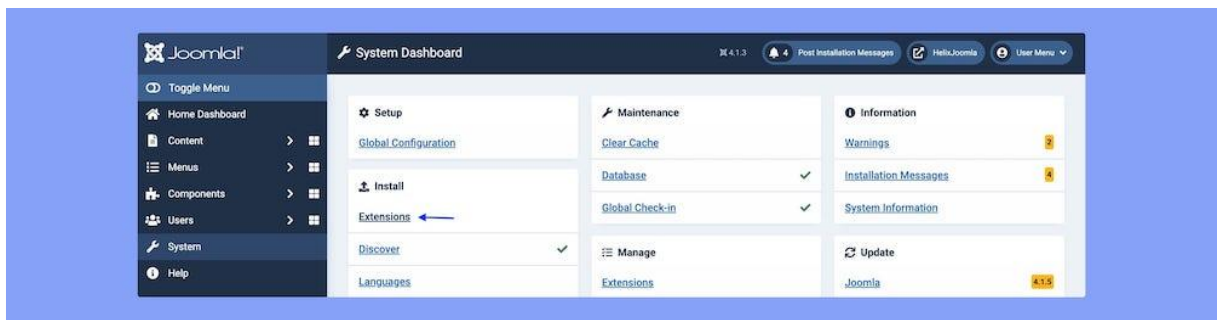 Joomla!
System Dashboard
4.1.3
4 Post Installation Messages
HelixJoomla
User Menu
Toggle Menu
Home Dashboard
Content
Menus
Components
Users
System
Help
Setup
Global Configuration
Install
Extensions
Discover
Languages
Maintenance
Clear Cache
Database
Global Check-in
Manage
Extensions
Information
Warnings 2
Installation Messages 4
System Information
Update
Joomla 4.1.5